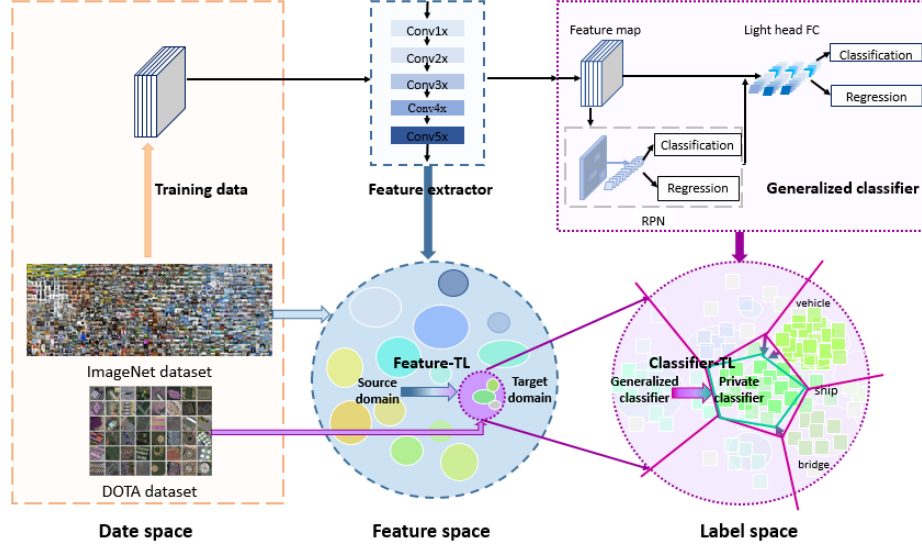 Training data
ImageNet dataset
DOTA dataset
Date space
Conv1x
Conv2x
Conv3x
Conv4x
Conv5x
Feature extractor
Feature-TL
Source
domain
Target
domain
Feature space
Feature map
Light head FC
Classification
Regression
Classification
Regression
RPN
Generalized classifier
vehicle
Classifier-TL
Generalized
classifier
Private
classifier
ship
bridge
Label space